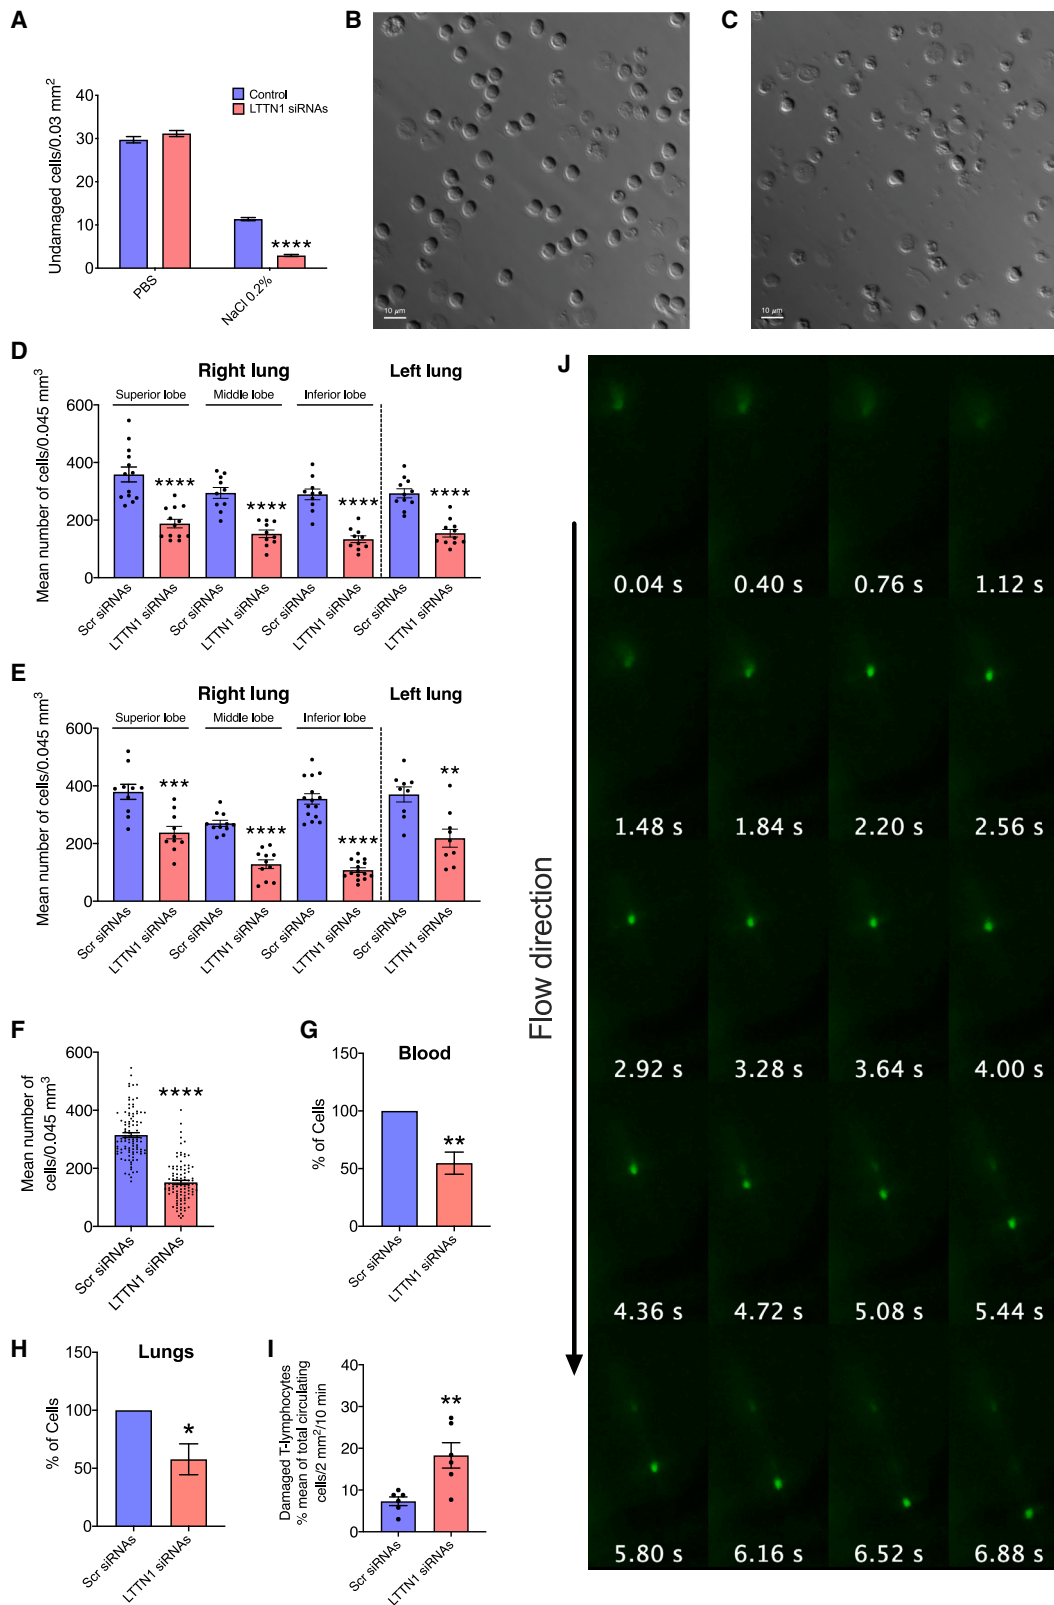 A
Undamaged cells/0.03 mm²
40
30
20
10
0
Control
LTTN1 siRNAs
****
PBS
NaCl 0.2%
B
10 µm
C
10 µm
D
Right lung
Left lung
Superior lobe
Middle lobe
Inferior lobe
Mean number of cells/0.045 mm³
600
400
200
0
****
****
****
****
Scr siRNAs
LTTN1 siRNAs
Scr siRNAs
LTTN1 siRNAs
Scr siRNAs
LTTN1 siRNAs
Scr siRNAs
LTTN1 siRNAs
E
Right lung
Left lung
Superior lobe
Middle lobe
Inferior lobe
Mean number of cells/0.045 mm³
600
400
200
0
***
****
****
**
Scr siRNAs
LTTN1 siRNAs
Scr siRNAs
LTTN1 siRNAs
Scr siRNAs
LTTN1 siRNAs
Scr siRNAs
LTTN1 siRNAs
F
Mean number of
cells/0.045 mm³
600
400
200
0
****
Scr siRNAs
LTTN1 siRNAs
G
Blood
% of Cells
150
100
50
0
**
Scr siRNAs
LTTN1 siRNAs
H
Lungs
% of Cells
150
100
50
0
*
Scr siRNAs
LTTN1 siRNAs
I
Damaged T-lymphocytes
% mean of total circulating
cells/2 mm²/10 min
40
30
20
10
0
**
Scr siRNAs
LTTN1 siRNAs
J
Flow direction
0.04 s
0.40 s
0.76 s
1.12 s
1.48 s
1.84 s
2.20 s
2.56 s
2.92 s
3.28 s
3.64 s
4.00 s
4.36 s
4.72 s
5.08 s
5.44 s
5.80 s
6.16 s
6.52 s
6.88 s